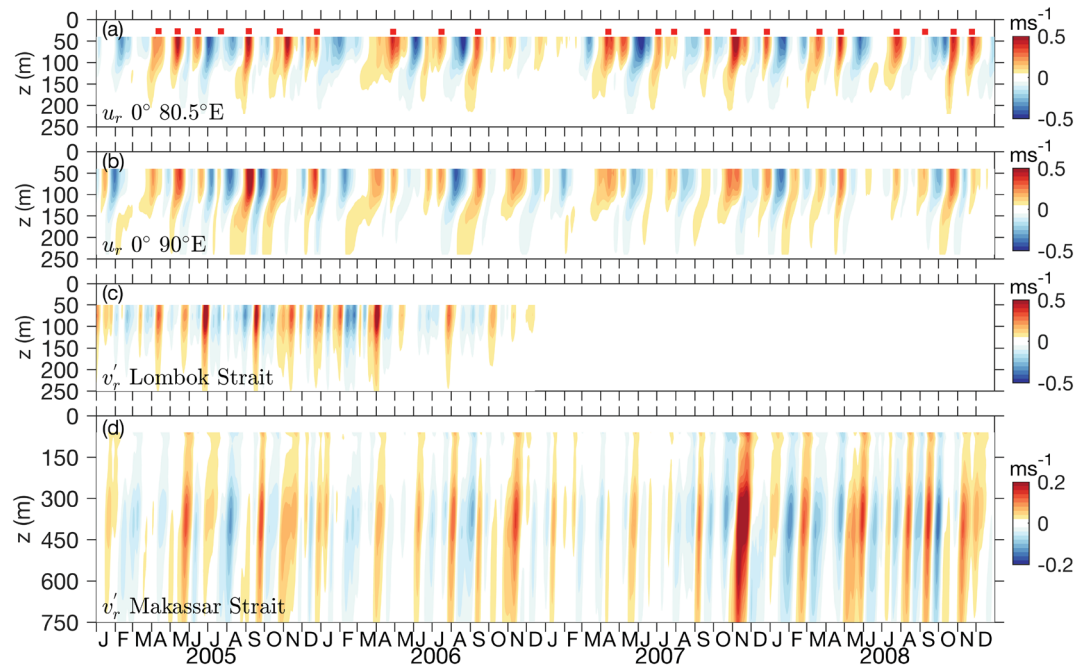 (a)
0
50
100
150
200
250
z (m)
u_r 0° 80.5°E
ms^-1
0.5
0
-0.5
(b)
0
50
100
150
200
250
z (m)
u_r 0° 90°E
ms^-1
0.5
0
-0.5
(c)
0
50
100
150
200
250
z (m)
v'_r Lombok Strait
ms^-1
0.5
0
-0.5
(d)
0
150
300
450
600
750
z (m)
v'_r Makassar Strait
ms^-1
0.2
0
-0.2
J F M A M J J A S O N D J F M A M J J A S O N D J F M A M J J A S O N D J F M A M J J A S O N D
2005 2006 2007 2008